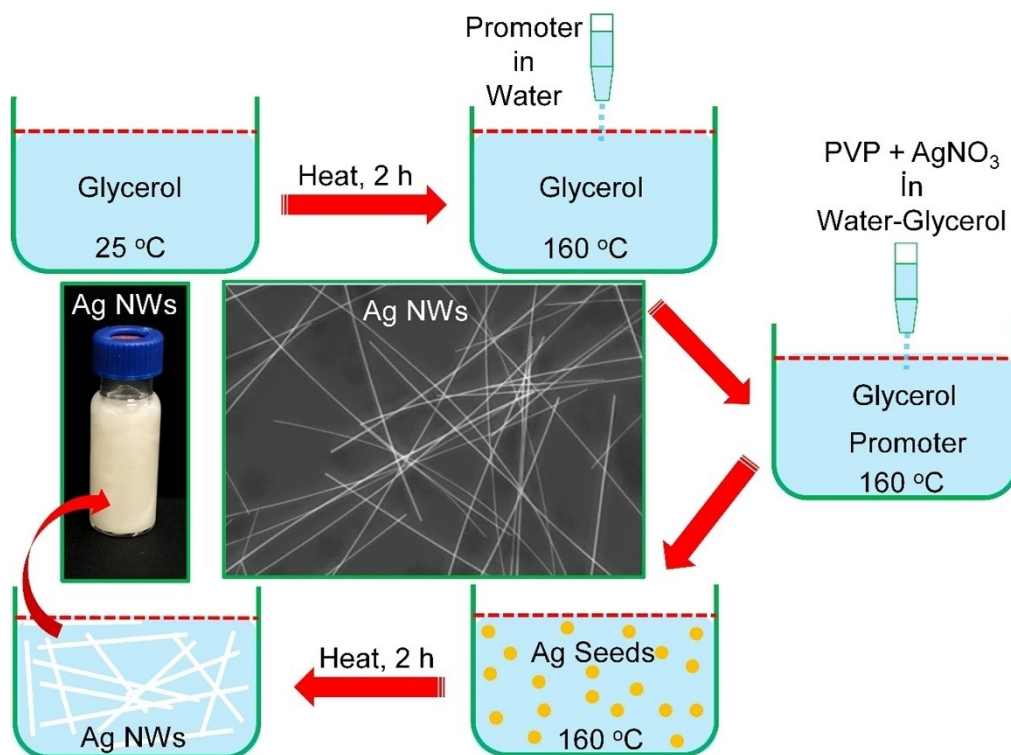 Promoter
in
Water
Glycerol
25 °C
Heat, 2 h
Glycerol
160 °C
PVP + AgNO₃
İn
Water-Glycerol
Glycerol
Promoter
160 °C
Ag NWs
Ag NWs
Ag Seeds
160 °C
Heat, 2 h
Ag NWs